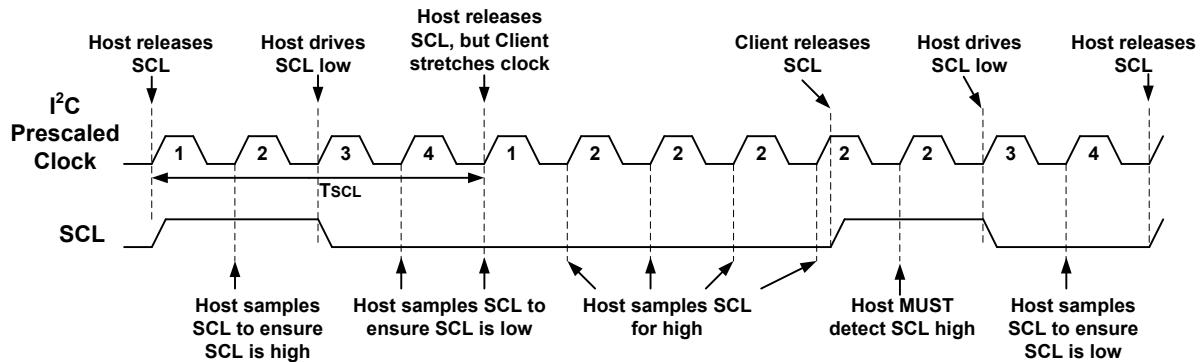 Host releases
SCL
Host drives
SCL low
Host releases
SCL, but Client
stretches clock
Client releases
SCL
Host drives
SCL low
Host releases
SCL
I²C
Prescaled
Clock
1 2 3 4 1 2 2 2 2 2 3 4
TSCL
SCL
Host samples
SCL to ensure
SCL is high
Host samples SCL to
ensure SCL is low
Host samples SCL
for high
Host MUST
detect SCL high
Host samples
SCL to ensure
SCL is low